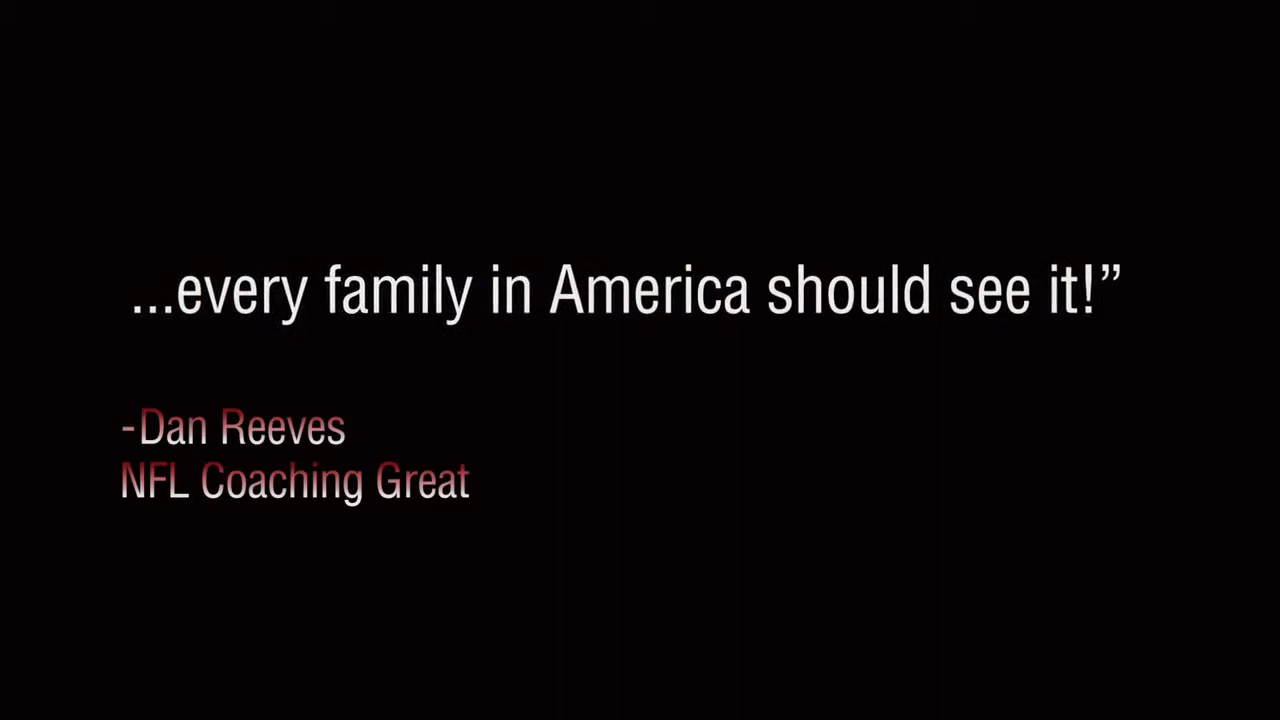 ...every family in America should see it!”
-Dan Reeves
NFL Coaching Great